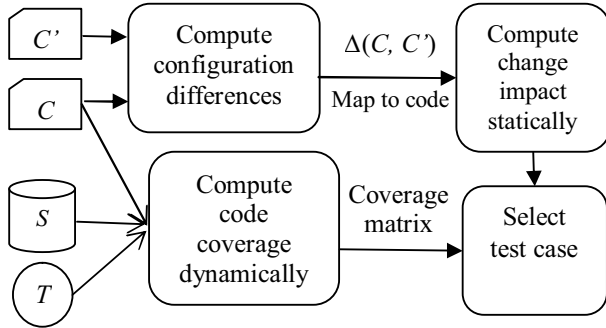 C’
C
S
T
Compute
configuration
differences
Δ(C, C’)
Map to code
Compute
change
impact
statically
Compute
code
coverage
dynamically
Coverage
matrix
Select
test case